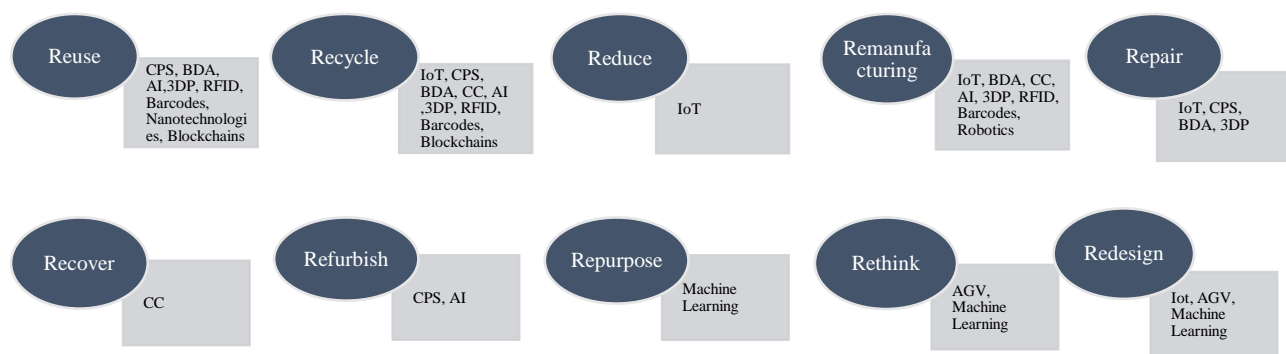 Reuse
CPS, BDA,
AI,3DP, RFID,
Barcodes,
Nanotechnologi
es, Blockchains
Recycle
IoT, CPS,
BDA, CC, AI
,3DP, RFID,
Barcodes,
Blockchains
Reduce
IoT
Remanufa
cturing
IoT, BDA, CC,
AI, 3DP, RFID,
Barcodes,
Robotics
Repair
IoT, CPS,
BDA, 3DP
Recover
CC
Refurbish
CPS, AI
Repurpose
Machine
Learning
Rethink
AGV,
Machine
Learning
Redesign
Iot, AGV,
Machine
Learning